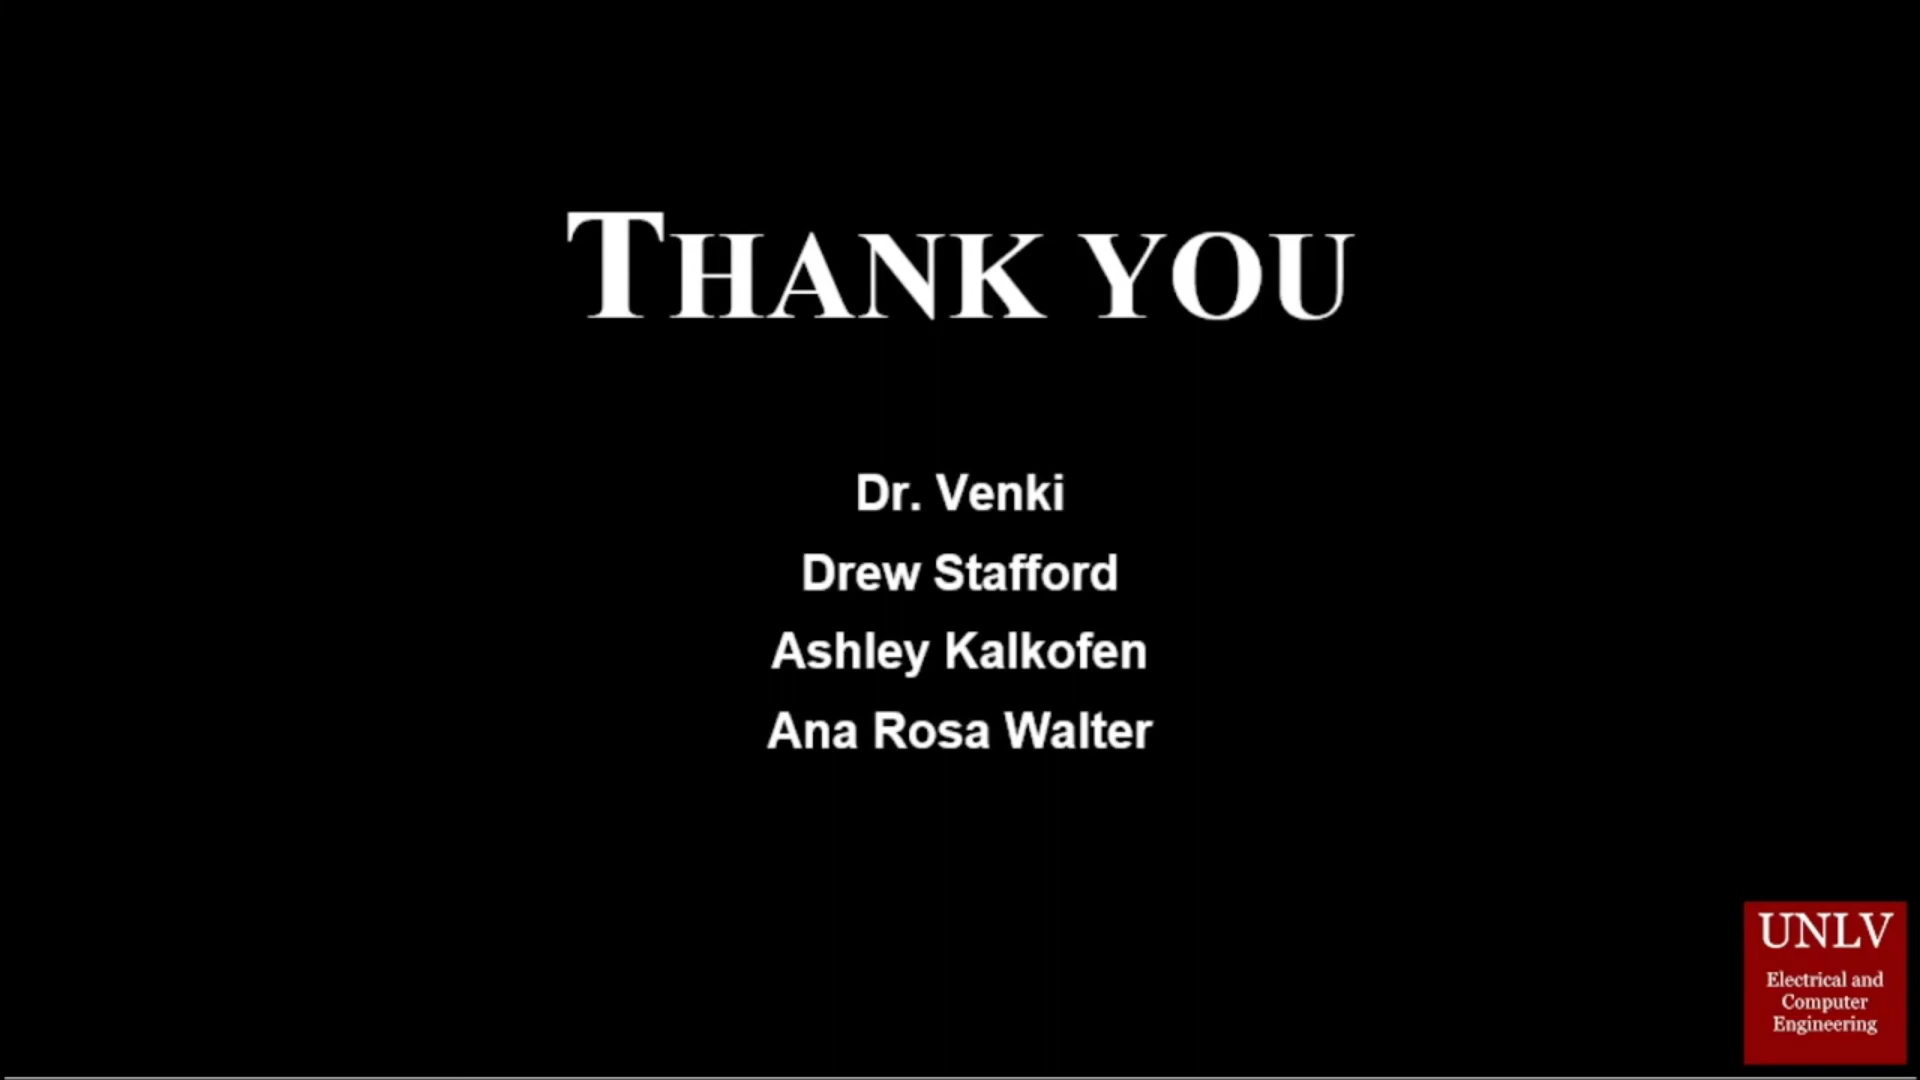 THANK YOU
Dr. Venki
Drew Stafford
Ashley Kalkofen
Ana Rosa Walter
UNLV
Electrical and
Computer
Engineering